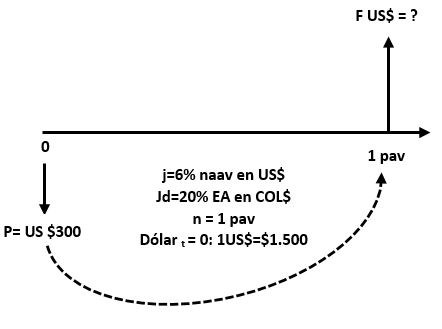 F US$ = ?
0
1 pav
j=6% naav en US$
Jd=20% EA en COL$
n = 1 pav
Dólar t = 0: 1US$=$1.500
P= US $300